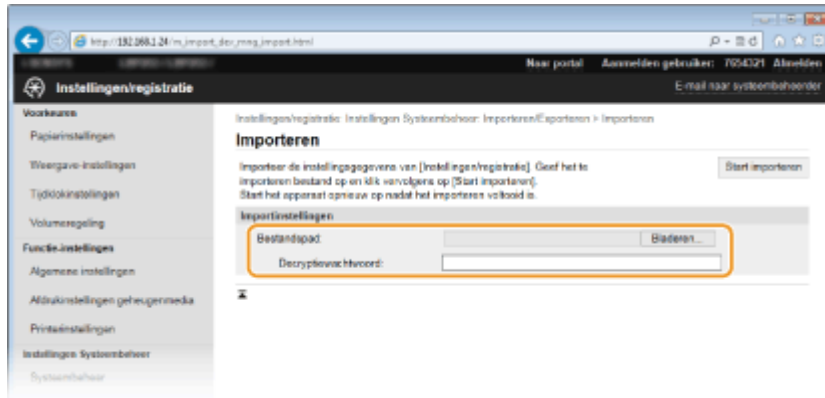 http://192.168.1.24/m_import_dev_mng_import.html
Naar portal Aanmelden gebruiker: 7654321 Afmelden
Instellingen/registratie E-mail naar systeembeheerder
Voorkeuren
Papierinstellingen
Weergave-instellingen
Tijdklokinstellingen
Volumeregeling
Functie-instellingen
Algemene instellingen
Afdrukinstellingen geheugenmedia
Printerinstellingen
Instellingen Systeembeheer
Systeembeheer
Instellingen/registratie: Instellingen Systeembeheer: Importeren/Exporteren > Importeren
Importeren
Importeer de instellingsgegevens van [Instellingen/registratie]. Geef het te
importeren bestand op en klik vervolgens op [Start importeren].
Start het apparaat opnieuw op nadat het importeren voltooid is.
Start importeren
Importinstellingen
Bestandspad: Bladeren...
Decryptiewachtwoord: